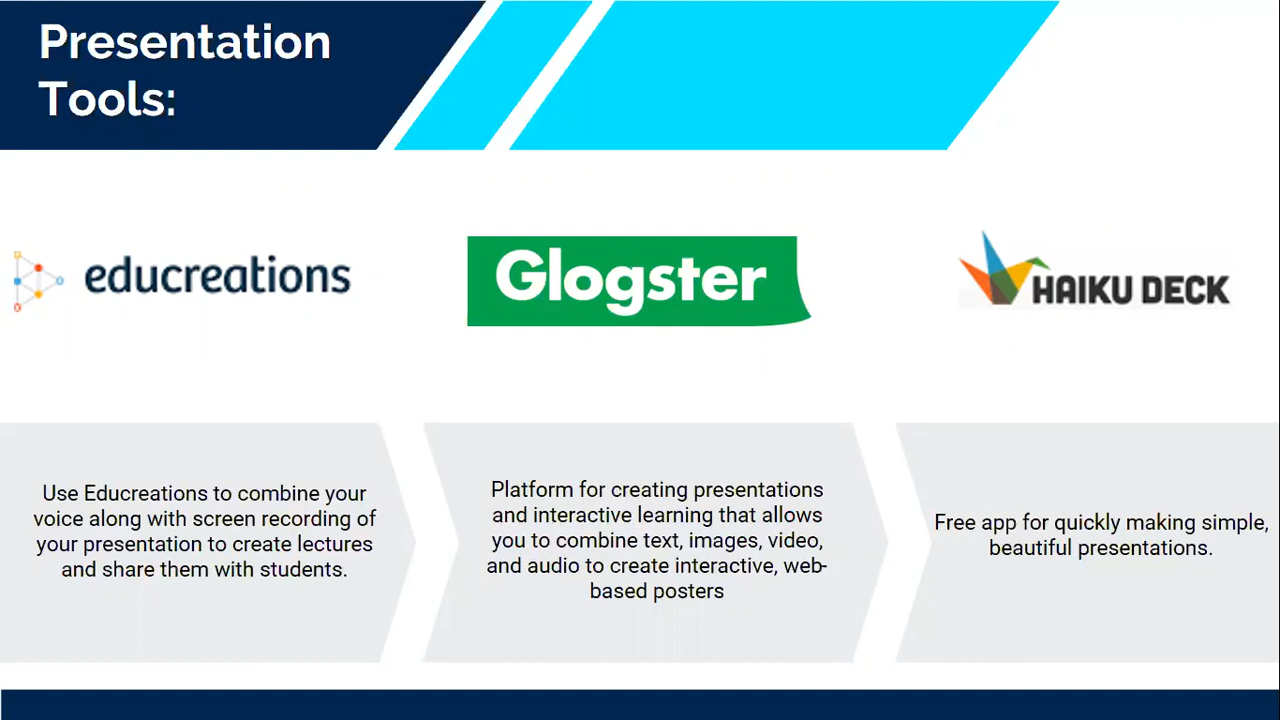 Presentation
Tools:
educreations
Glogster
HAIKU DECK
Use Educreations to combine your
voice along with screen recording of
your presentation to create lectures
and share them with students.
Platform for creating presentations
and interactive learning that allows
you to combine text, images, video,
and audio to create interactive, web-
based posters
Free app for quickly making simple,
beautiful presentations.